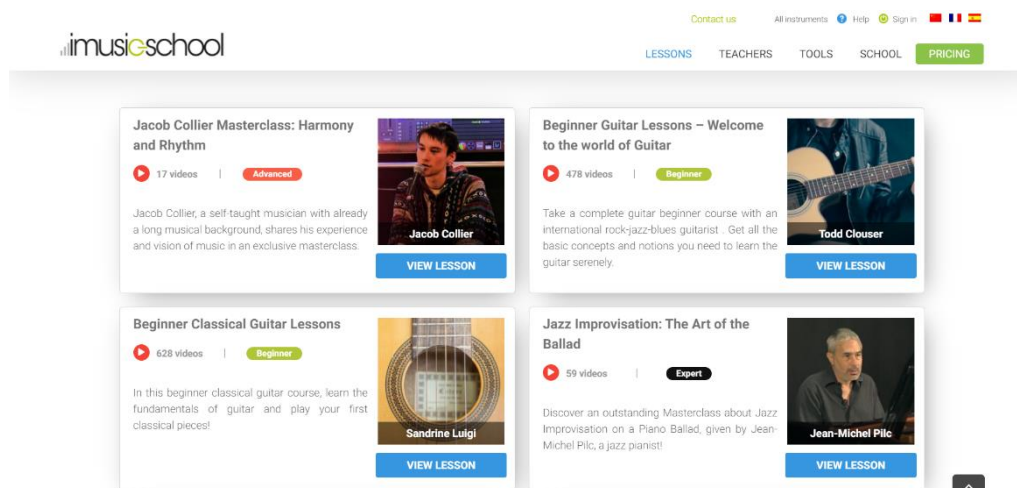 Contact us All instruments Help Sign in
imusic-school
LESSONS TEACHERS TOOLS SCHOOL PRICING
Jacob Collier Masterclass: Harmony
and Rhythm
17 videos | Advanced
Jacob Collier, a self-taught musician with already
a long musical background, shares his experience
and vision of music in an exclusive masterclass.
Jacob Collier
VIEW LESSON
Beginner Guitar Lessons – Welcome
to the world of Guitar
478 videos | Beginner
Take a complete guitar beginner course with an
international rock-jazz-blues guitarist . Get all the
basic concepts and notions you need to learn the
guitar serenely.
Todd Clouser
VIEW LESSON
Beginner Classical Guitar Lessons
628 videos | Beginner
In this beginner classical guitar course, learn the
fundamentals of guitar and play your first
classical pieces!
Sandrine Luigi
VIEW LESSON
Jazz Improvisation: The Art of the
Ballad
59 videos | Expert
Discover an outstanding Masterclass about Jazz
Improvisation on a Piano Ballad, given by Jean-
Michel Pilc, a jazz pianist!
Jean-Michel Pilc
VIEW LESSON